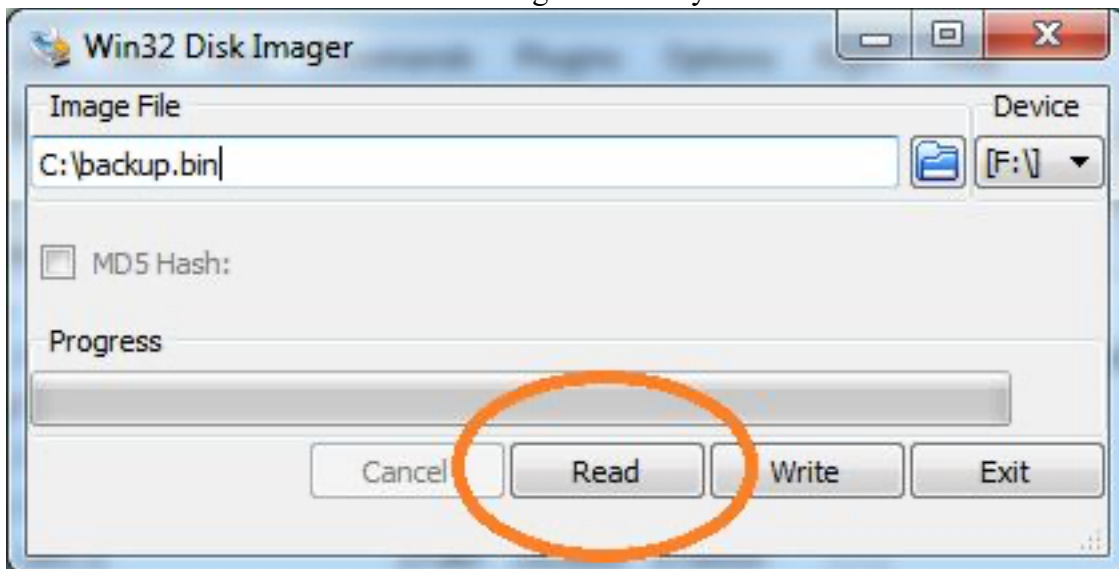 Win32 Disk Imager
Image File
Device
C:\backup.bin
[F:\]
MD5 Hash:
Progress
Cancel
Read
Write
Exit